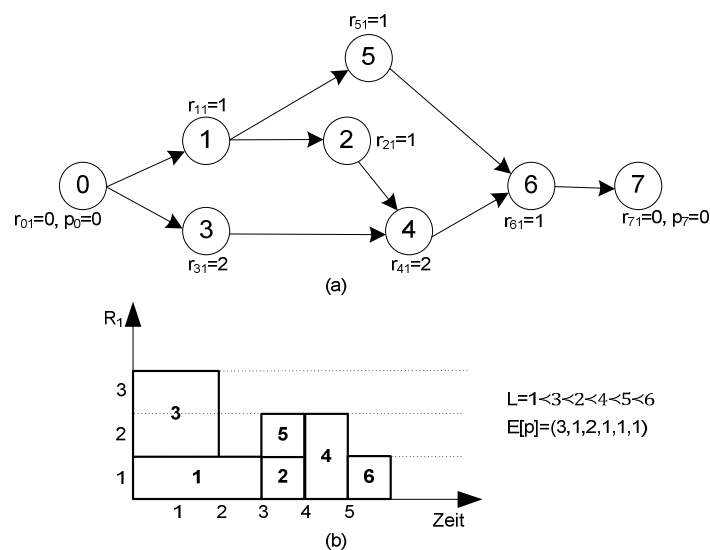 r51=1
5
r11=1
1
2
r21=1
0
6
7
r01=0, p0=0
r61=1
r71=0, p7=0
3
4
r31=2
r41=2
(a)
R1
3
3
L=1≺3≺2≺4≺5≺6
2
5
4
E[p]=(3,1,2,1,1,1)
1
1
2
6
1 2 3 4 5
Zeit
(b)